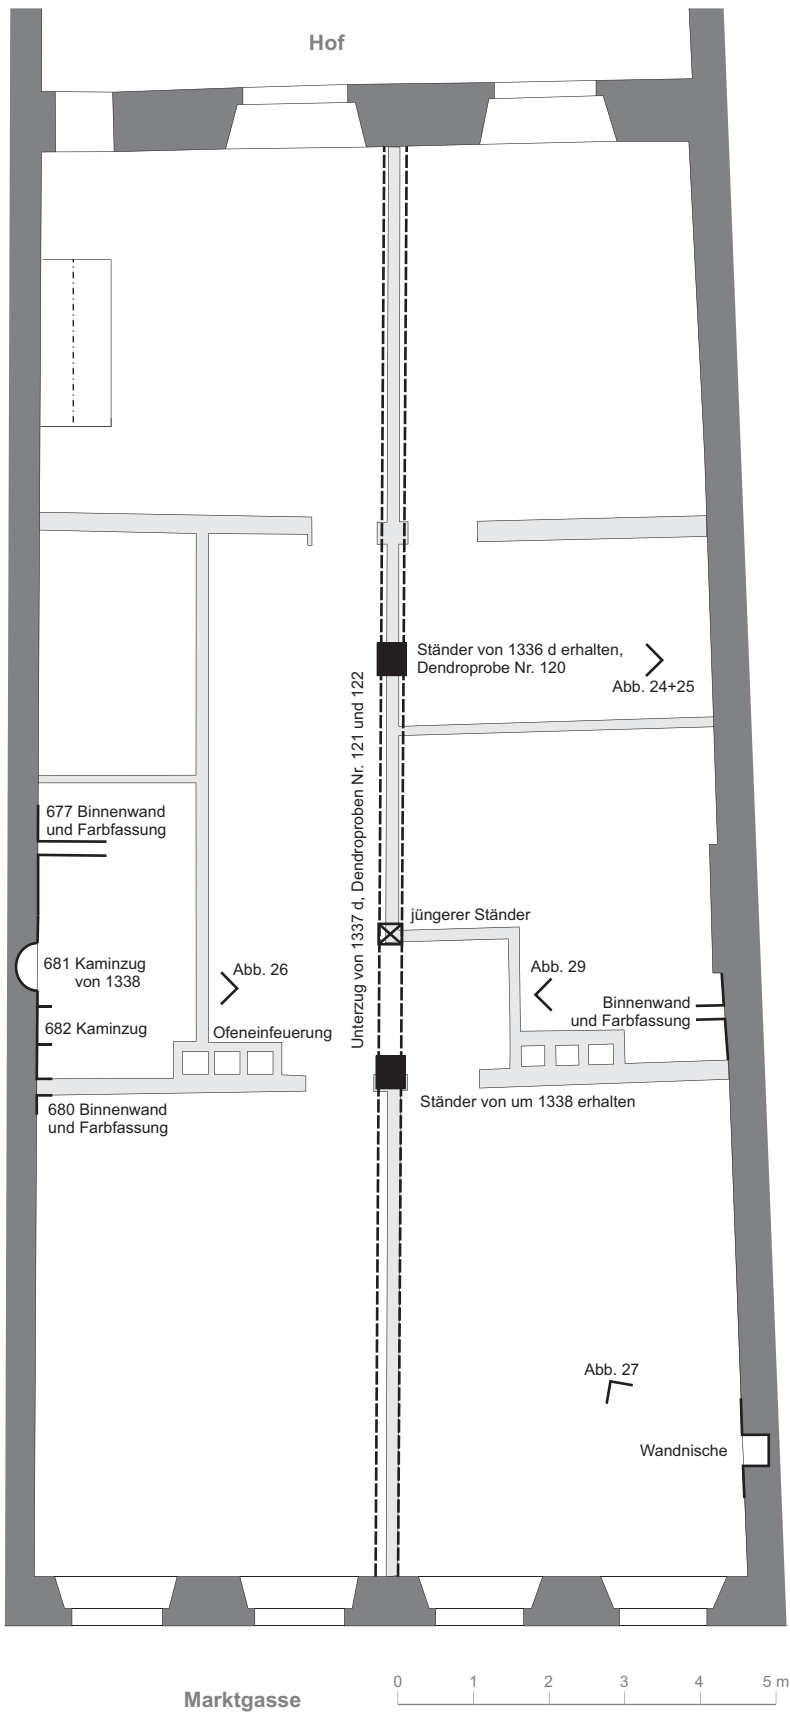 Hof
Ständer von 1336 d erhalten,
Dendroprobe Nr. 120
Abb. 24+25
Unterzug von 1337 d, Dendroproben Nr. 121 und 122
677 Binnenwand
und Farbfassung
jüngerer Ständer
681 Kaminzug
von 1338
Abb. 26
Abb. 29
Binnenwand
und Farbfassung
682 Kaminzug
Ofeneinfeuerung
680 Binnenwand
und Farbfassung
Ständer von um 1338 erhalten
Abb. 27
Wandnische
Marktgasse
0 1 2 3 4 5 m